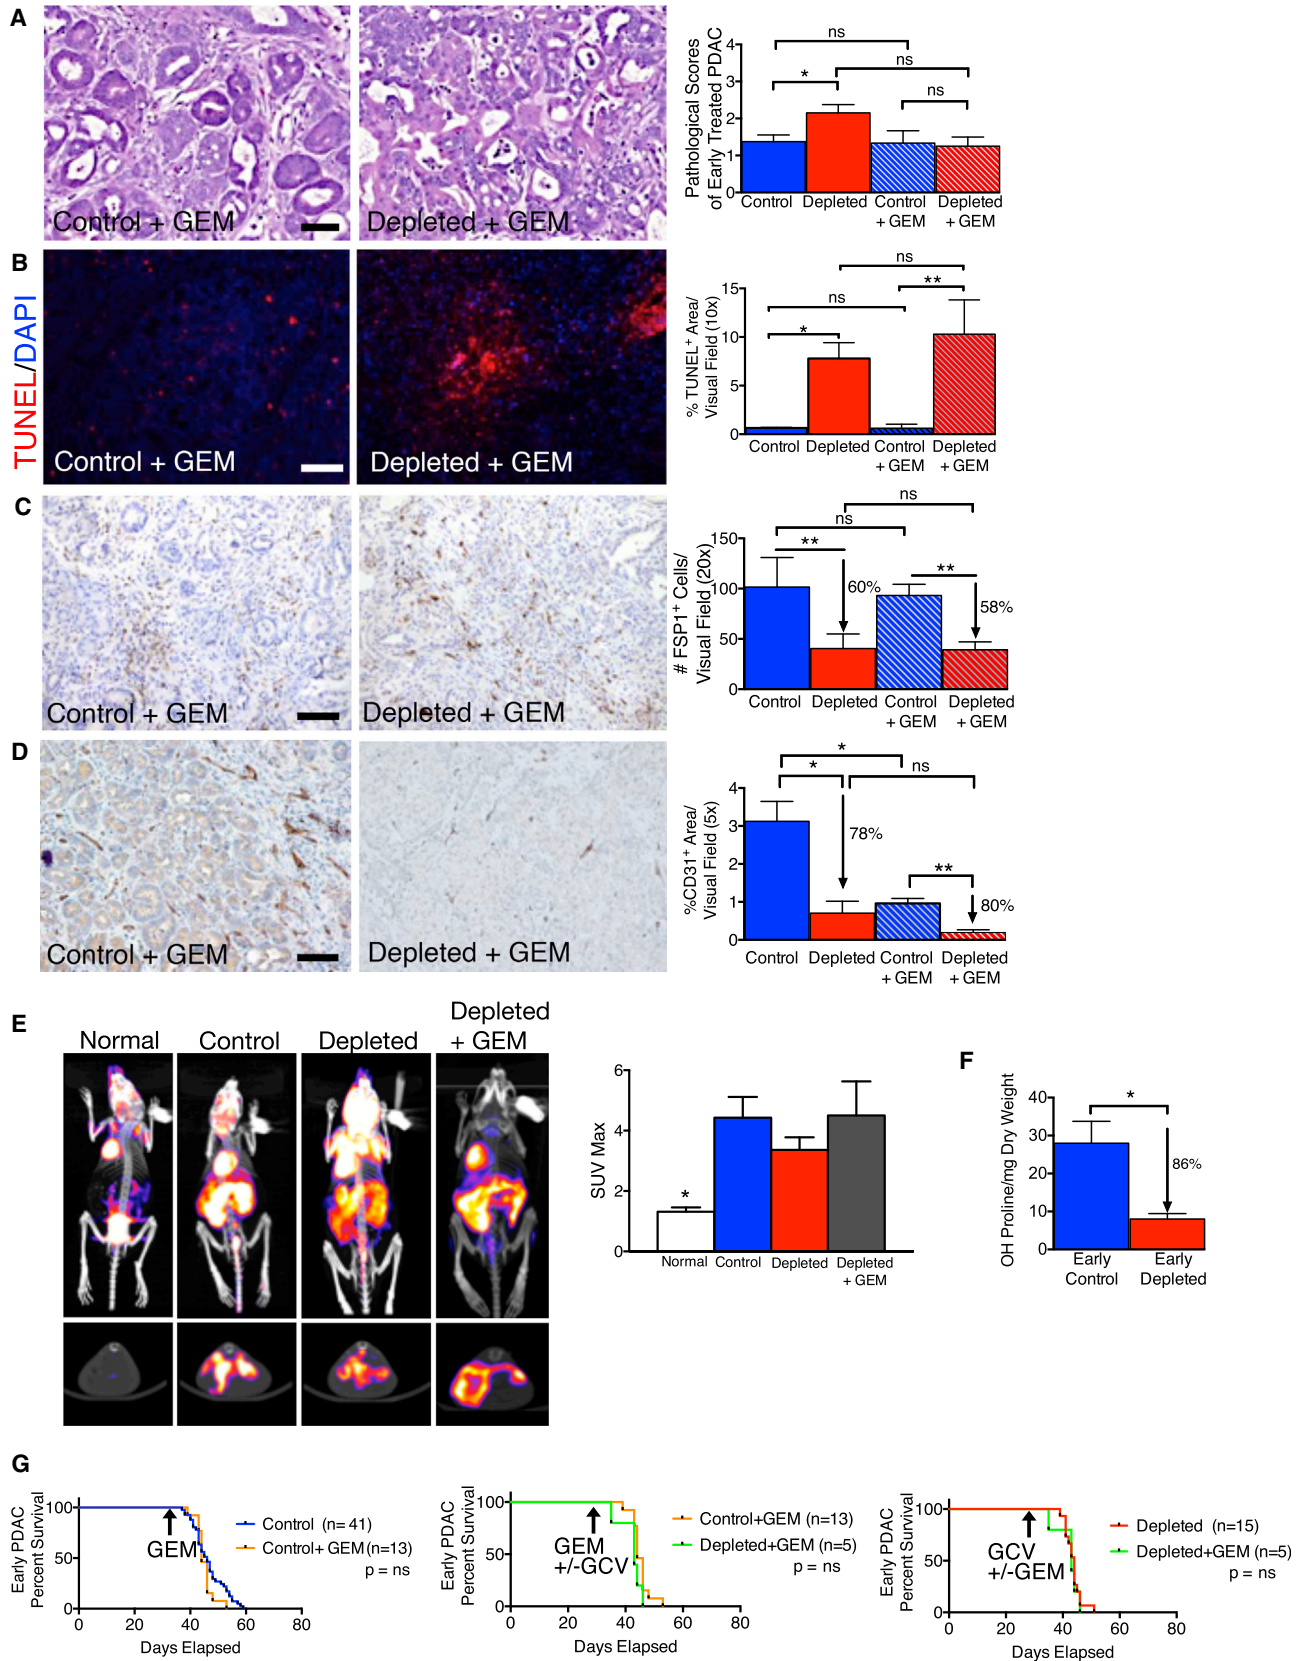 A
Control + GEM
Depleted + GEM
Pathological Scores
of Early Treated PDAC
4
3
2
1
0
ns
ns
*
ns
Control
Depleted
Control
+ GEM
Depleted
+ GEM
B
TUNEL/DAPI
Control + GEM
Depleted + GEM
% TUNEL+ Area/
Visual Field (10x)
15
10
5
0
ns
**
ns
*
Control
Depleted
Control
+ GEM
Depleted
+ GEM
C
Control + GEM
Depleted + GEM
# FSP1+ Cells/
Visual Field (20x)
150
100
50
0
ns
ns
**
**
60%
58%
Control
Depleted
Control
+ GEM
Depleted
+ GEM
D
Control + GEM
Depleted + GEM
%CD31+ Area/
Visual Field (5x)
4
3
2
1
0
*
*
ns
78%
**
80%
Control
Depleted
Control
+ GEM
Depleted
+ GEM
E
Normal
Control
Depleted
Depleted
+ GEM
SUV Max
6
4
2
0
*
Normal
Control
Depleted
Depleted
+ GEM
F
OH Proline/mg Dry Weight
40
30
20
10
0
*
86%
Early
Control
Early
Depleted
G
Early PDAC
Percent Survival
100
50
0
GEM
Control (n=41)
Control+ GEM (n=13)
p = ns
0 20 40 60 80
Days Elapsed
Early PDAC
Percent Survival
100
50
0
GEM
+/-GCV
Control+GEM (n=13)
Depleted+GEM (n=5)
p = ns
0 20 40 60 80
Days Elapsed
Early PDAC
Percent Survival
100
50
0
GCV
+/-GEM
Depleted (n=15)
Depleted+GEM (n=5)
p = ns
0 20 40 60 80
Days Elapsed